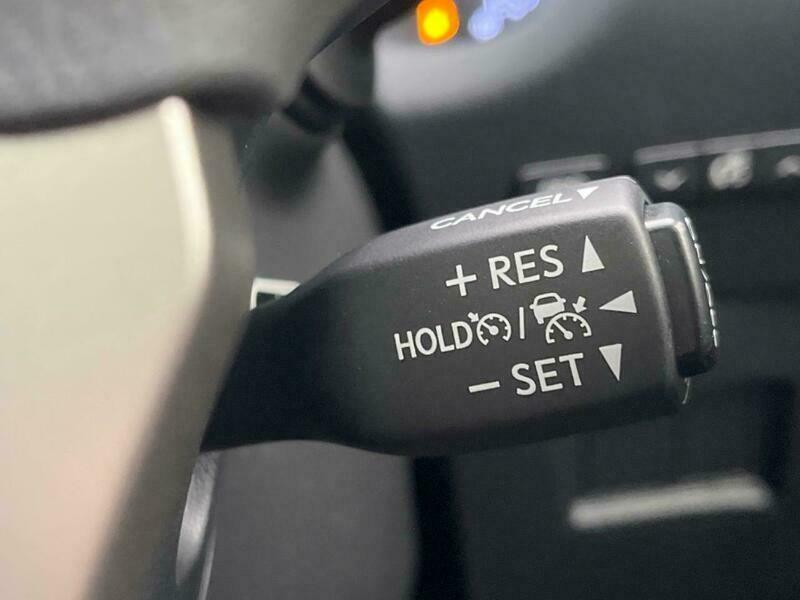 CANCEL
+ RES
HOLD /
− SET